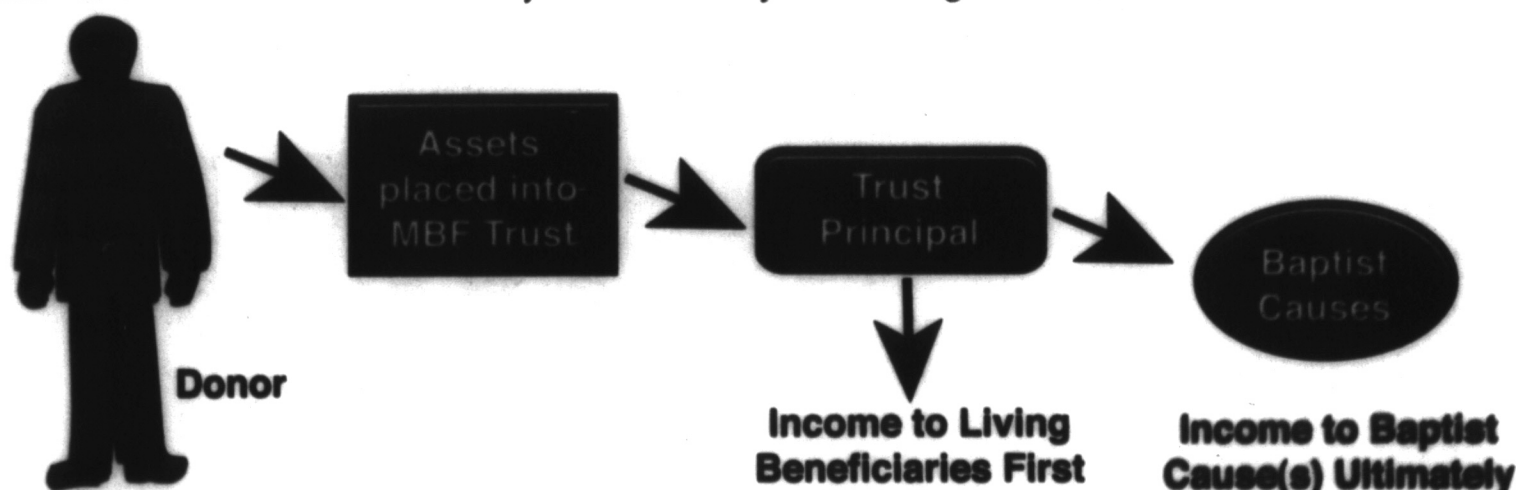 Assets
placed into
MBF Trust
Trust
Principal
Baptist
Causes
Donor
Income to Living
Beneficiaries First
Income to Baptist
Cause(s) Ultimately